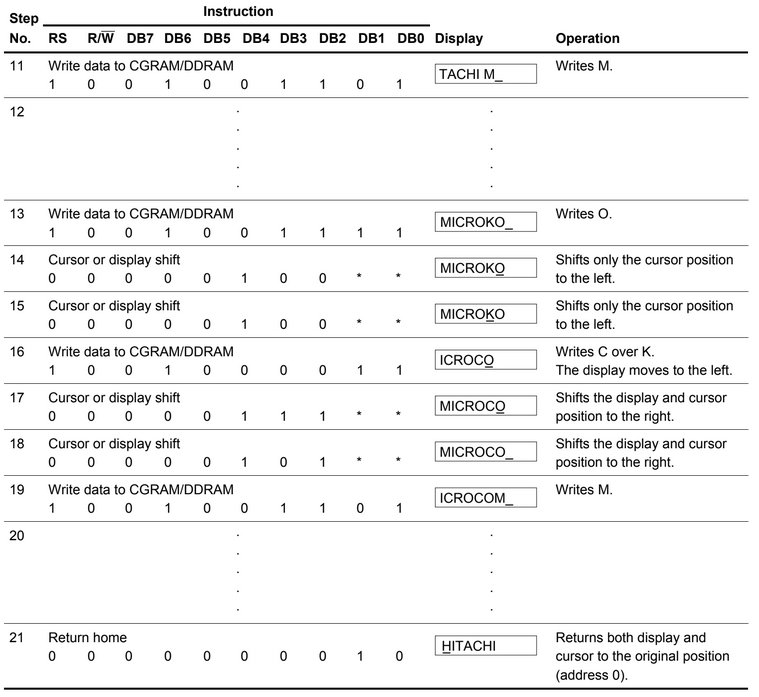 Step Instruction
No. RS R/W̅ DB7 DB6 DB5 DB4 DB3 DB2 DB1 DB0 Display Operation
11 Write data to CGRAM/DDRAM TACHI M_ Writes M.
1 0 0 1 0 0 1 1 0 1
12 . .
. .
. .
. .
. .
13 Write data to CGRAM/DDRAM MICROKO_ Writes O.
1 0 0 1 0 0 1 1 1 1
14 Cursor or display shift MICROKO Shifts only the cursor position
0 0 0 0 0 1 0 0 * * to the left.
15 Cursor or display shift MICROKO Shifts only the cursor position
0 0 0 0 0 1 0 0 * * to the left.
16 Write data to CGRAM/DDRAM ICROCO Writes C over K.
1 0 0 1 0 0 0 0 1 1 The display moves to the left.
17 Cursor or display shift MICROCO Shifts the display and cursor
0 0 0 0 0 1 1 1 * * position to the right.
18 Cursor or display shift MICROCO_ Shifts the display and cursor
0 0 0 0 0 1 0 1 * * position to the right.
19 Write data to CGRAM/DDRAM ICROCOM_ Writes M.
1 0 0 1 0 0 1 1 0 1
20 . .
. .
. .
. .
. .
21 Return home HITACHI Returns both display and
0 0 0 0 0 0 0 0 1 0 cursor to the original position
(address 0).